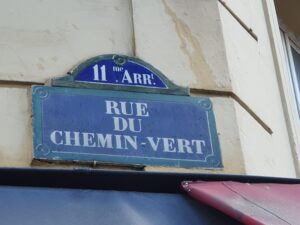 11me ARRt
RUE
DU
CHEMIN-VERT